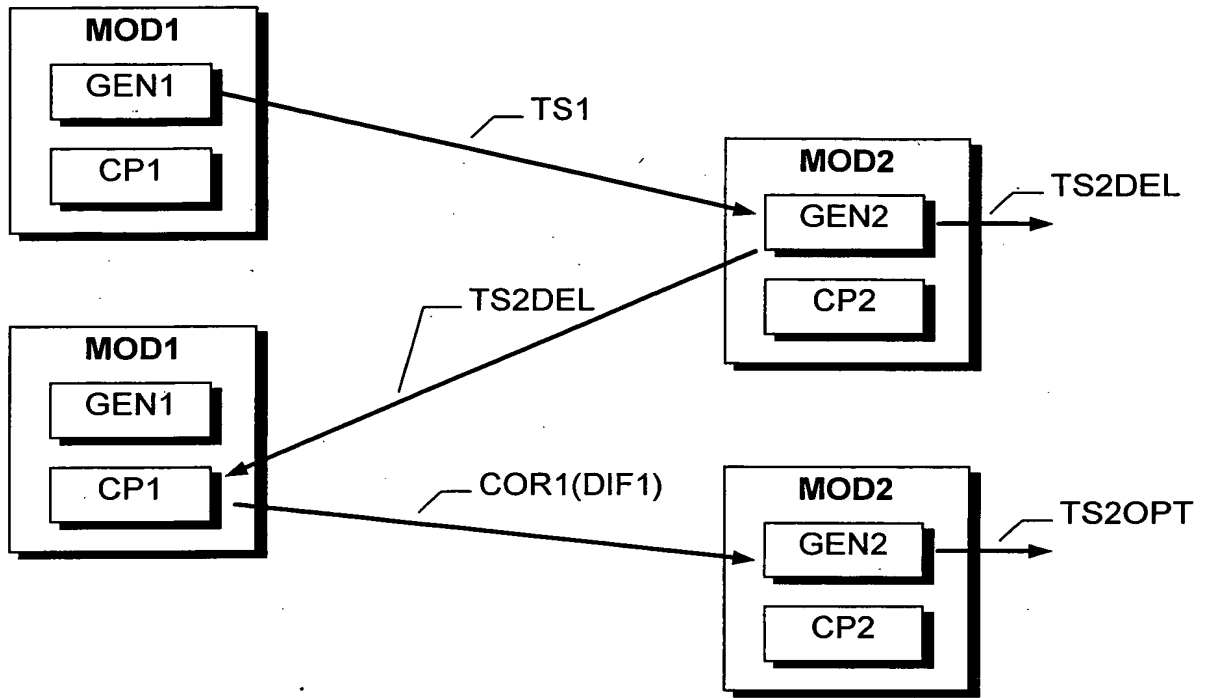 MOD1
GEN1
CP1
TS1
MOD2
GEN2
CP2
TS2DEL
TS2DEL
MOD1
GEN1
CP1
COR1(DIF1)
MOD2
GEN2
CP2
TS2OPT